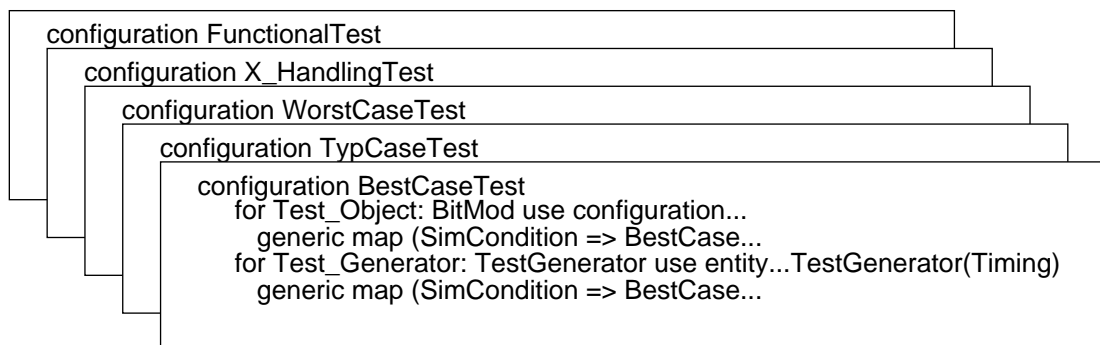 configuration FunctionalTest
configuration X_HandlingTest
configuration WorstCaseTest
configuration TypCaseTest
configuration BestCaseTest
for Test_Object: BitMod use configuration...
generic map (SimCondition => BestCase...
for Test_Generator: TestGenerator use entity...TestGenerator(Timing)
generic map (SimCondition => BestCase...